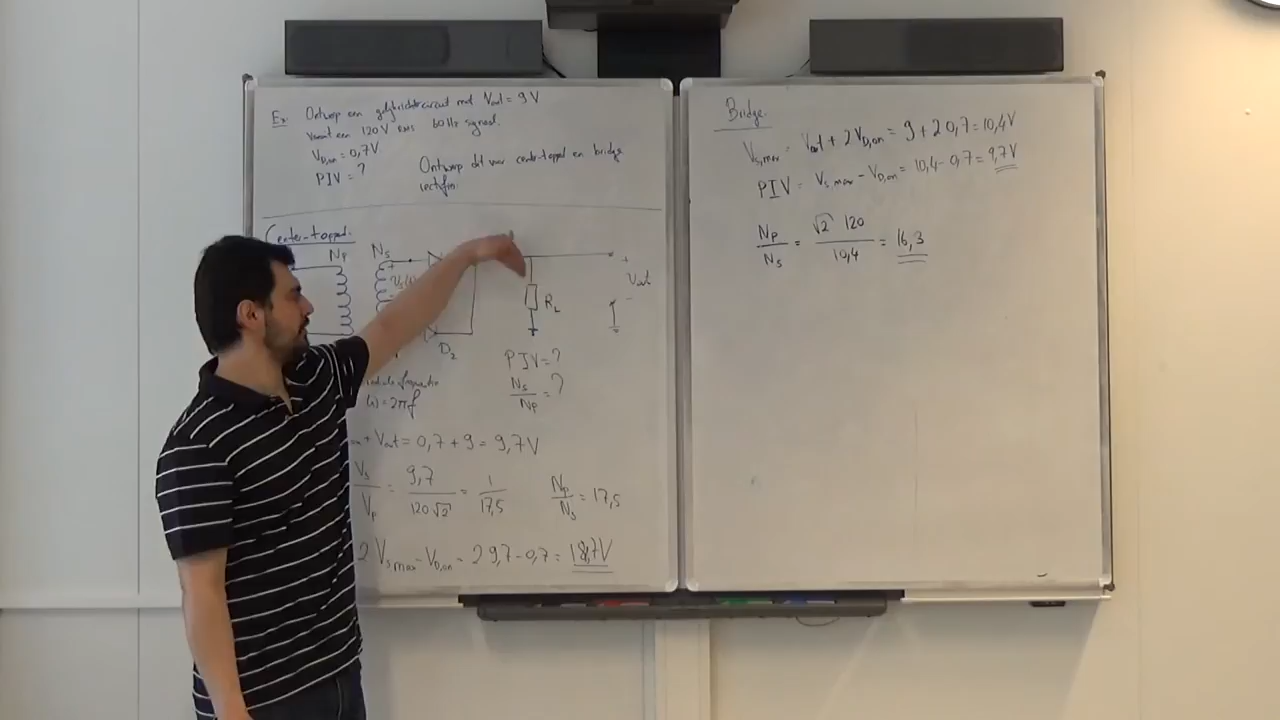 Ex: Ontwerp een gelijkrichtcircuit met Vout = 9V
vanuit een 120V rms 60Hz signaal.
VD,on = 0,7V
PIV = ?
Ontwerp dit voor center-tapped en bridge
rectifier.
Center-tapped:
NP NS
+
Vs(t)
D2
RL
+
Vout
-
PIV = ?
NS/NP = ?
ω = 2πf
+ Vout = 0,7 + 9 = 9,7V
Vs/Vp = 9,7/120√2 = 1/17,5
NP/NS = 17,5
2 Vs max - VD,on = 2 9,7 - 0,7 = 18,7V
Bridge:
Vs,max = Vout + 2VD,on = 9 + 2 0,7 = 10,4V
PIV = Vs max - VD,on = 10,4 - 0,7 = 9,7V
NP/NS = √2 120/10,4 = 16,3